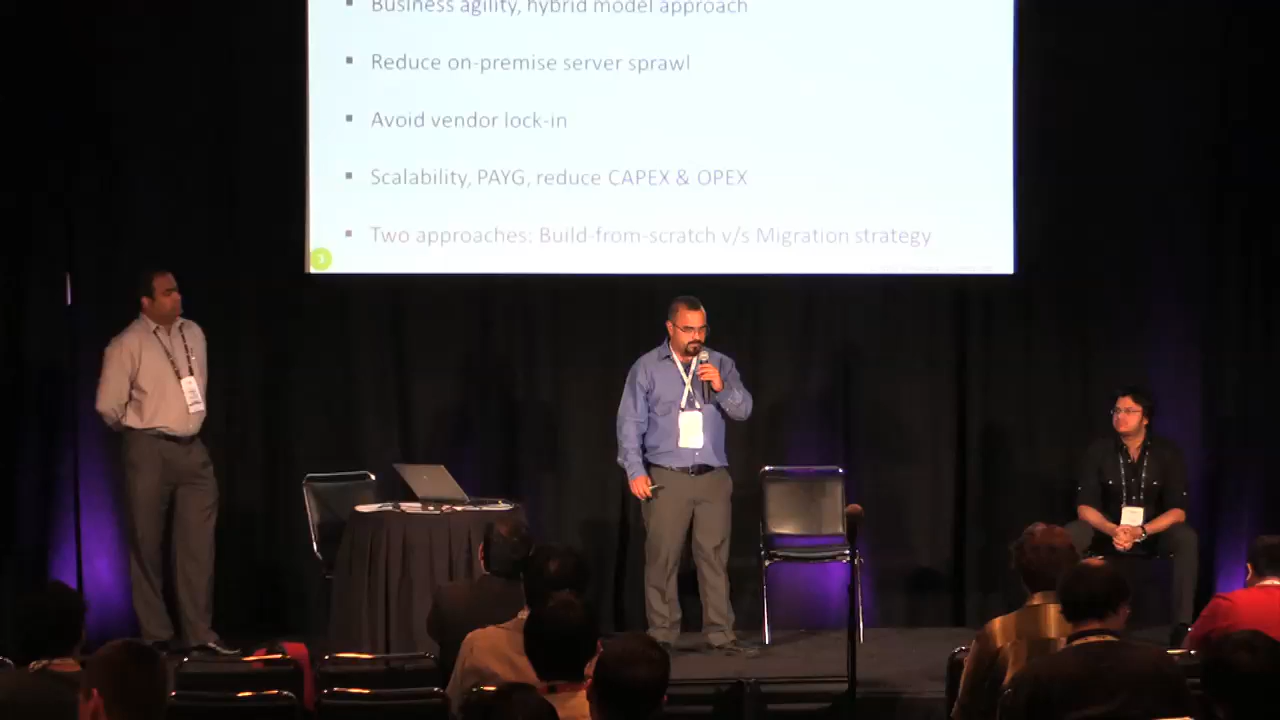 Business agility, hybrid model approach
Reduce on-premise server sprawl
Avoid vendor lock-in
Scalability, PAYG, reduce CAPEX & OPEX
Two approaches: Build-from-scratch v/s Migration strategy
3